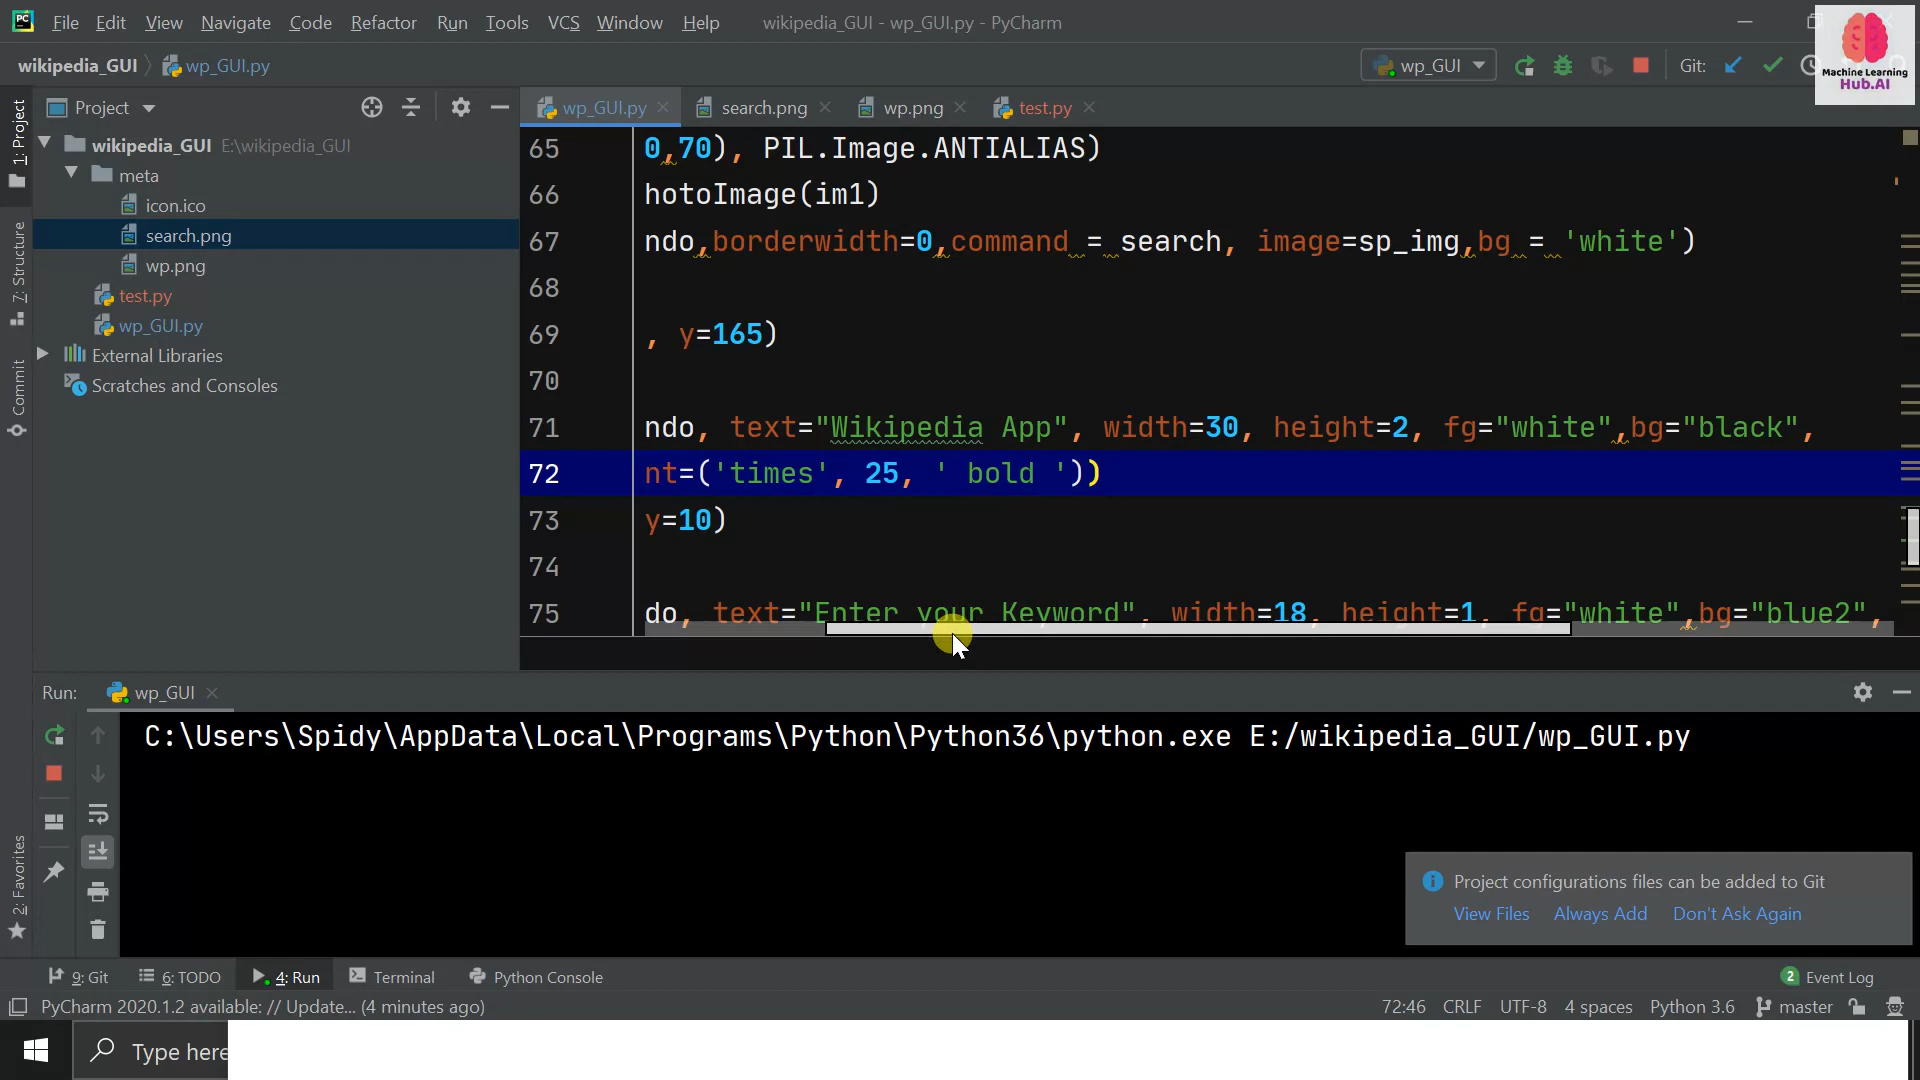 File Edit View Navigate Code Refactor Run Tools VCS Window Help wikipedia_GUI - wp_GUI.py - PyCharm
Machine Learning
Hub.AI
wikipedia_GUI wp_GUI.py wp_GUI Git:
1: Project
7: Structure
Commit
2: Favorites
Project
wikipedia_GUI E:\wikipedia_GUI
meta
icon.ico
search.png
wp.png
test.py
wp_GUI.py
External Libraries
Scratches and Consoles
wp_GUI.py search.png wp.png test.py
65 0,70), PIL.Image.ANTIALIAS)
66 hotoImage(im1)
67 ndo,borderwidth=0,command = search, image=sp_img,bg = 'white')
68
69 , y=165)
70
71 ndo, text="Wikipedia App", width=30, height=2, fg="white",bg="black",
72 nt=('times', 25, ' bold '))
73 y=10)
74
75 do, text="Enter your Keyword", width=18, height=1, fg="white",bg="blue2",
Run: wp_GUI
C:\Users\Spidy\AppData\Local\Programs\Python\Python36\python.exe E:/wikipedia_GUI/wp_GUI.py
Project configurations files can be added to Git
View Files Always Add Don't Ask Again
9: Git 6: TODO 4: Run Terminal Python Console 2 Event Log
PyCharm 2020.1.2 available: // Update... (4 minutes ago) 72:46 CRLF UTF-8 4 spaces Python 3.6 master
Type here